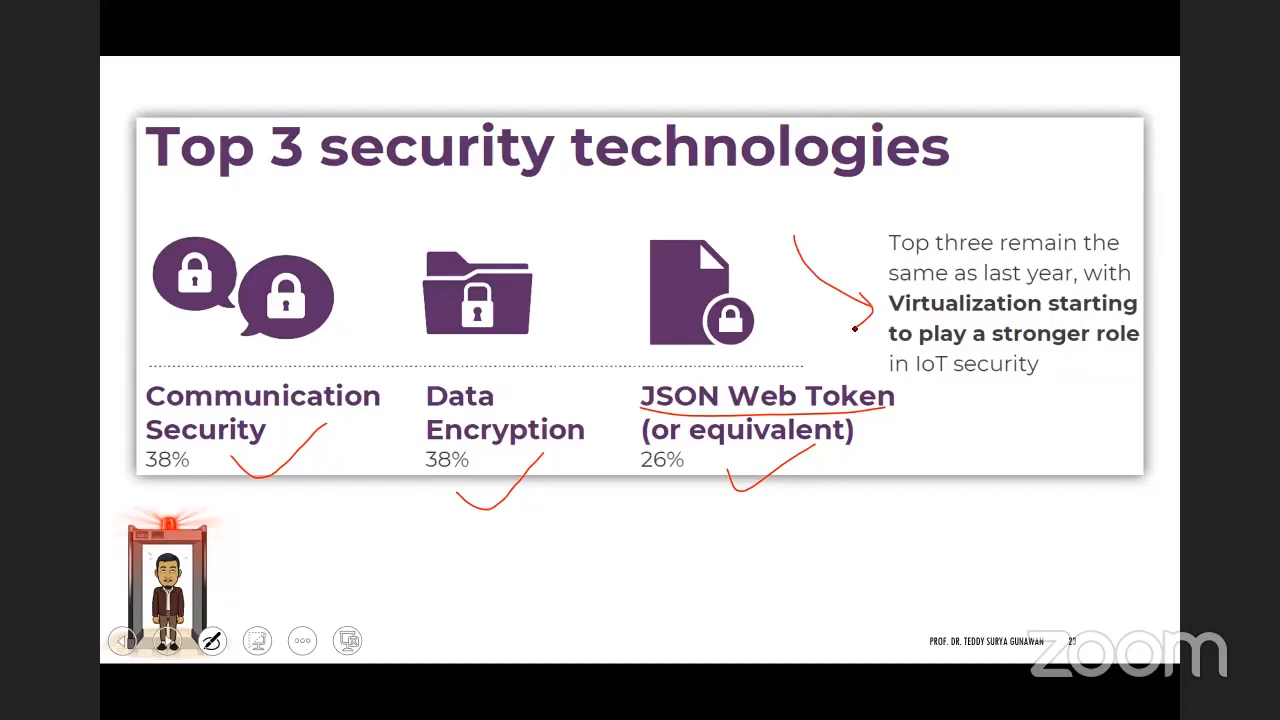 Top 3 security technologies
Communication
Security
38%
Data
Encryption
38%
JSON Web Token
(or equivalent)
26%
Top three remain the
same as last year, with
Virtualization starting
to play a stronger role
in IoT security
PROF. DR. TEDDY SURYA GUNAWAN
zoom